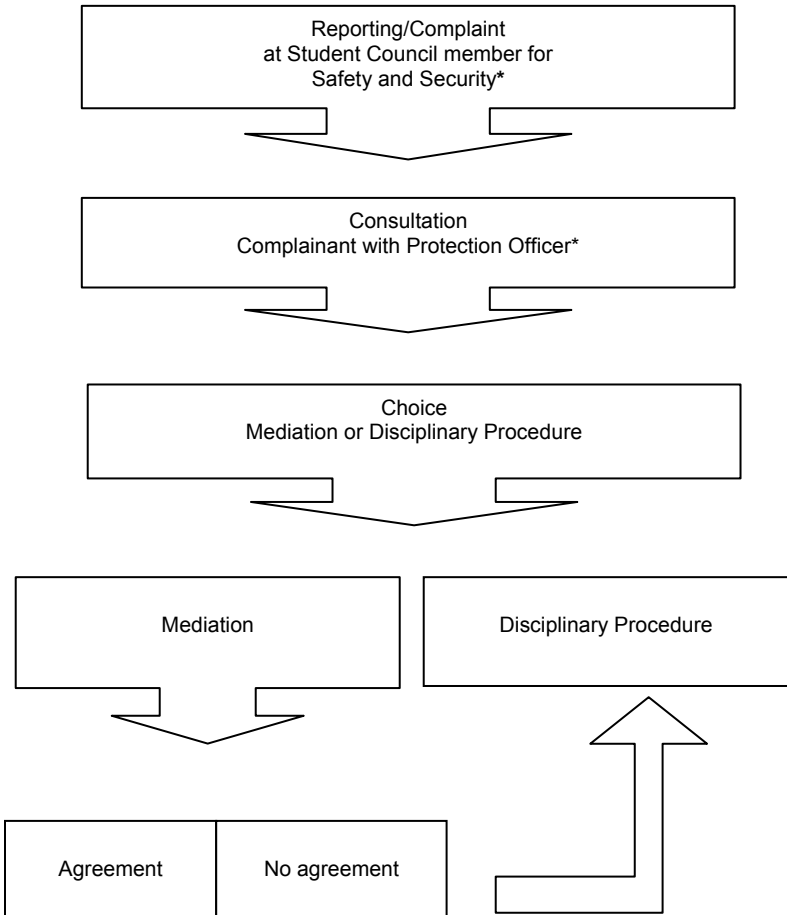 Reporting/Complaint
at Student Council member for
Safety and Security*
Consultation
Complainant with Protection Officer*
Choice
Mediation or Disciplinary Procedure
Mediation
Disciplinary Procedure
Agreement
No agreement